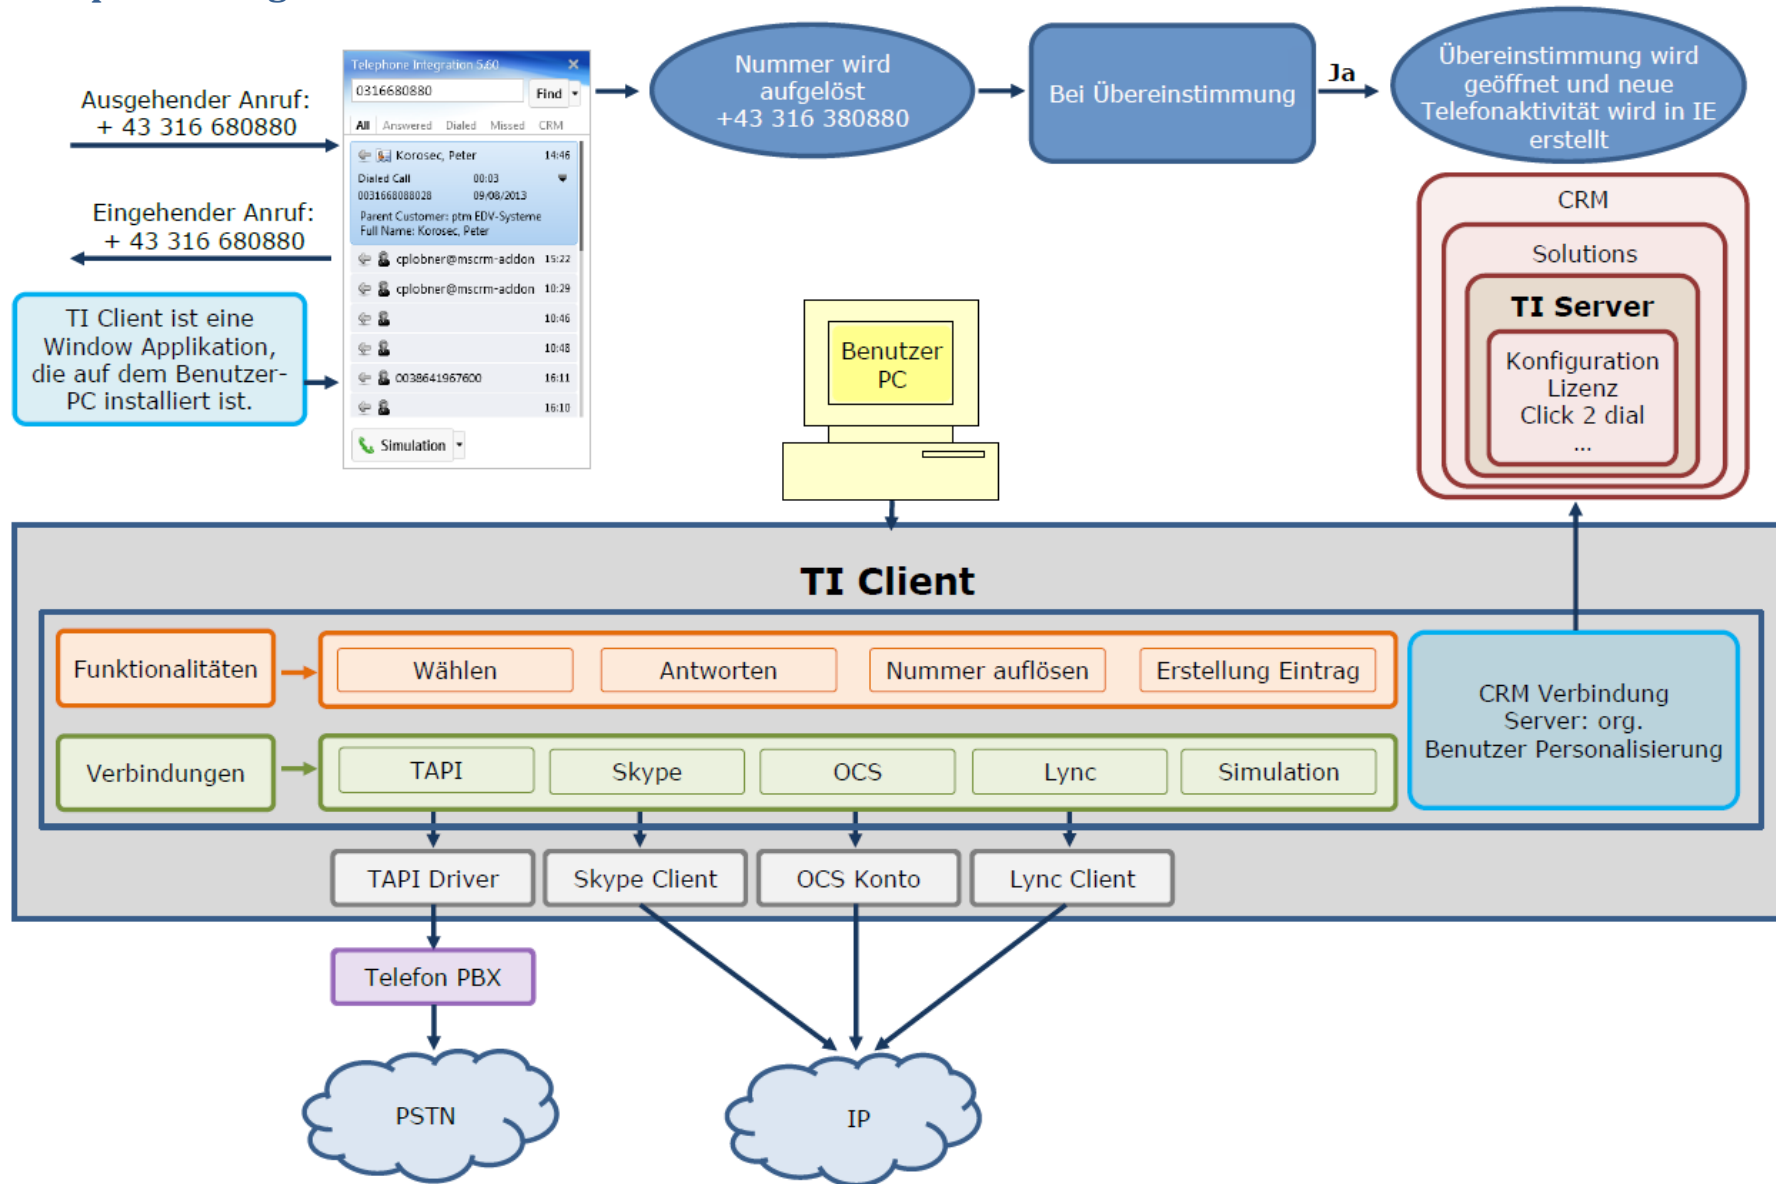 Telephone Integration 5.60
0316680880
Find
All Answered Dialed Missed CRM
Korosec, Peter 14:46
Dialed Call 00:03
0031668088028 09/08/2013
Parent Customer: ptm EDV-Systeme
Full Name: Korosec, Peter
cplobner@mscrm-addon 15:22
cplobner@mscrm-addon 10:29
10:46
10:48
0038641967600 16:11
16:10
Simulation
Ausgehender Anruf:
+ 43 316 680880
Eingehender Anruf:
+ 43 316 680880
TI Client ist eine
Window Applikation,
die auf dem Benutzer-
PC installiert ist.
Nummer wird
aufgelöst
+43 316 380880
Bei Übereinstimmung
Ja
Übereinstimmung wird
geöffnet und neue
Telefonaktivität wird in IE
erstellt
CRM
Solutions
TI Server
Konfiguration
Lizenz
Click 2 dial
...
Benutzer
PC
TI Client
Funktionalitäten
Wählen
Antworten
Nummer auflösen
Erstellung Eintrag
CRM Verbindung
Server: org.
Benutzer Personalisierung
Verbindungen
TAPI
Skype
OCS
Lync
Simulation
TAPI Driver
Skype Client
OCS Konto
Lync Client
Telefon PBX
PSTN
IP